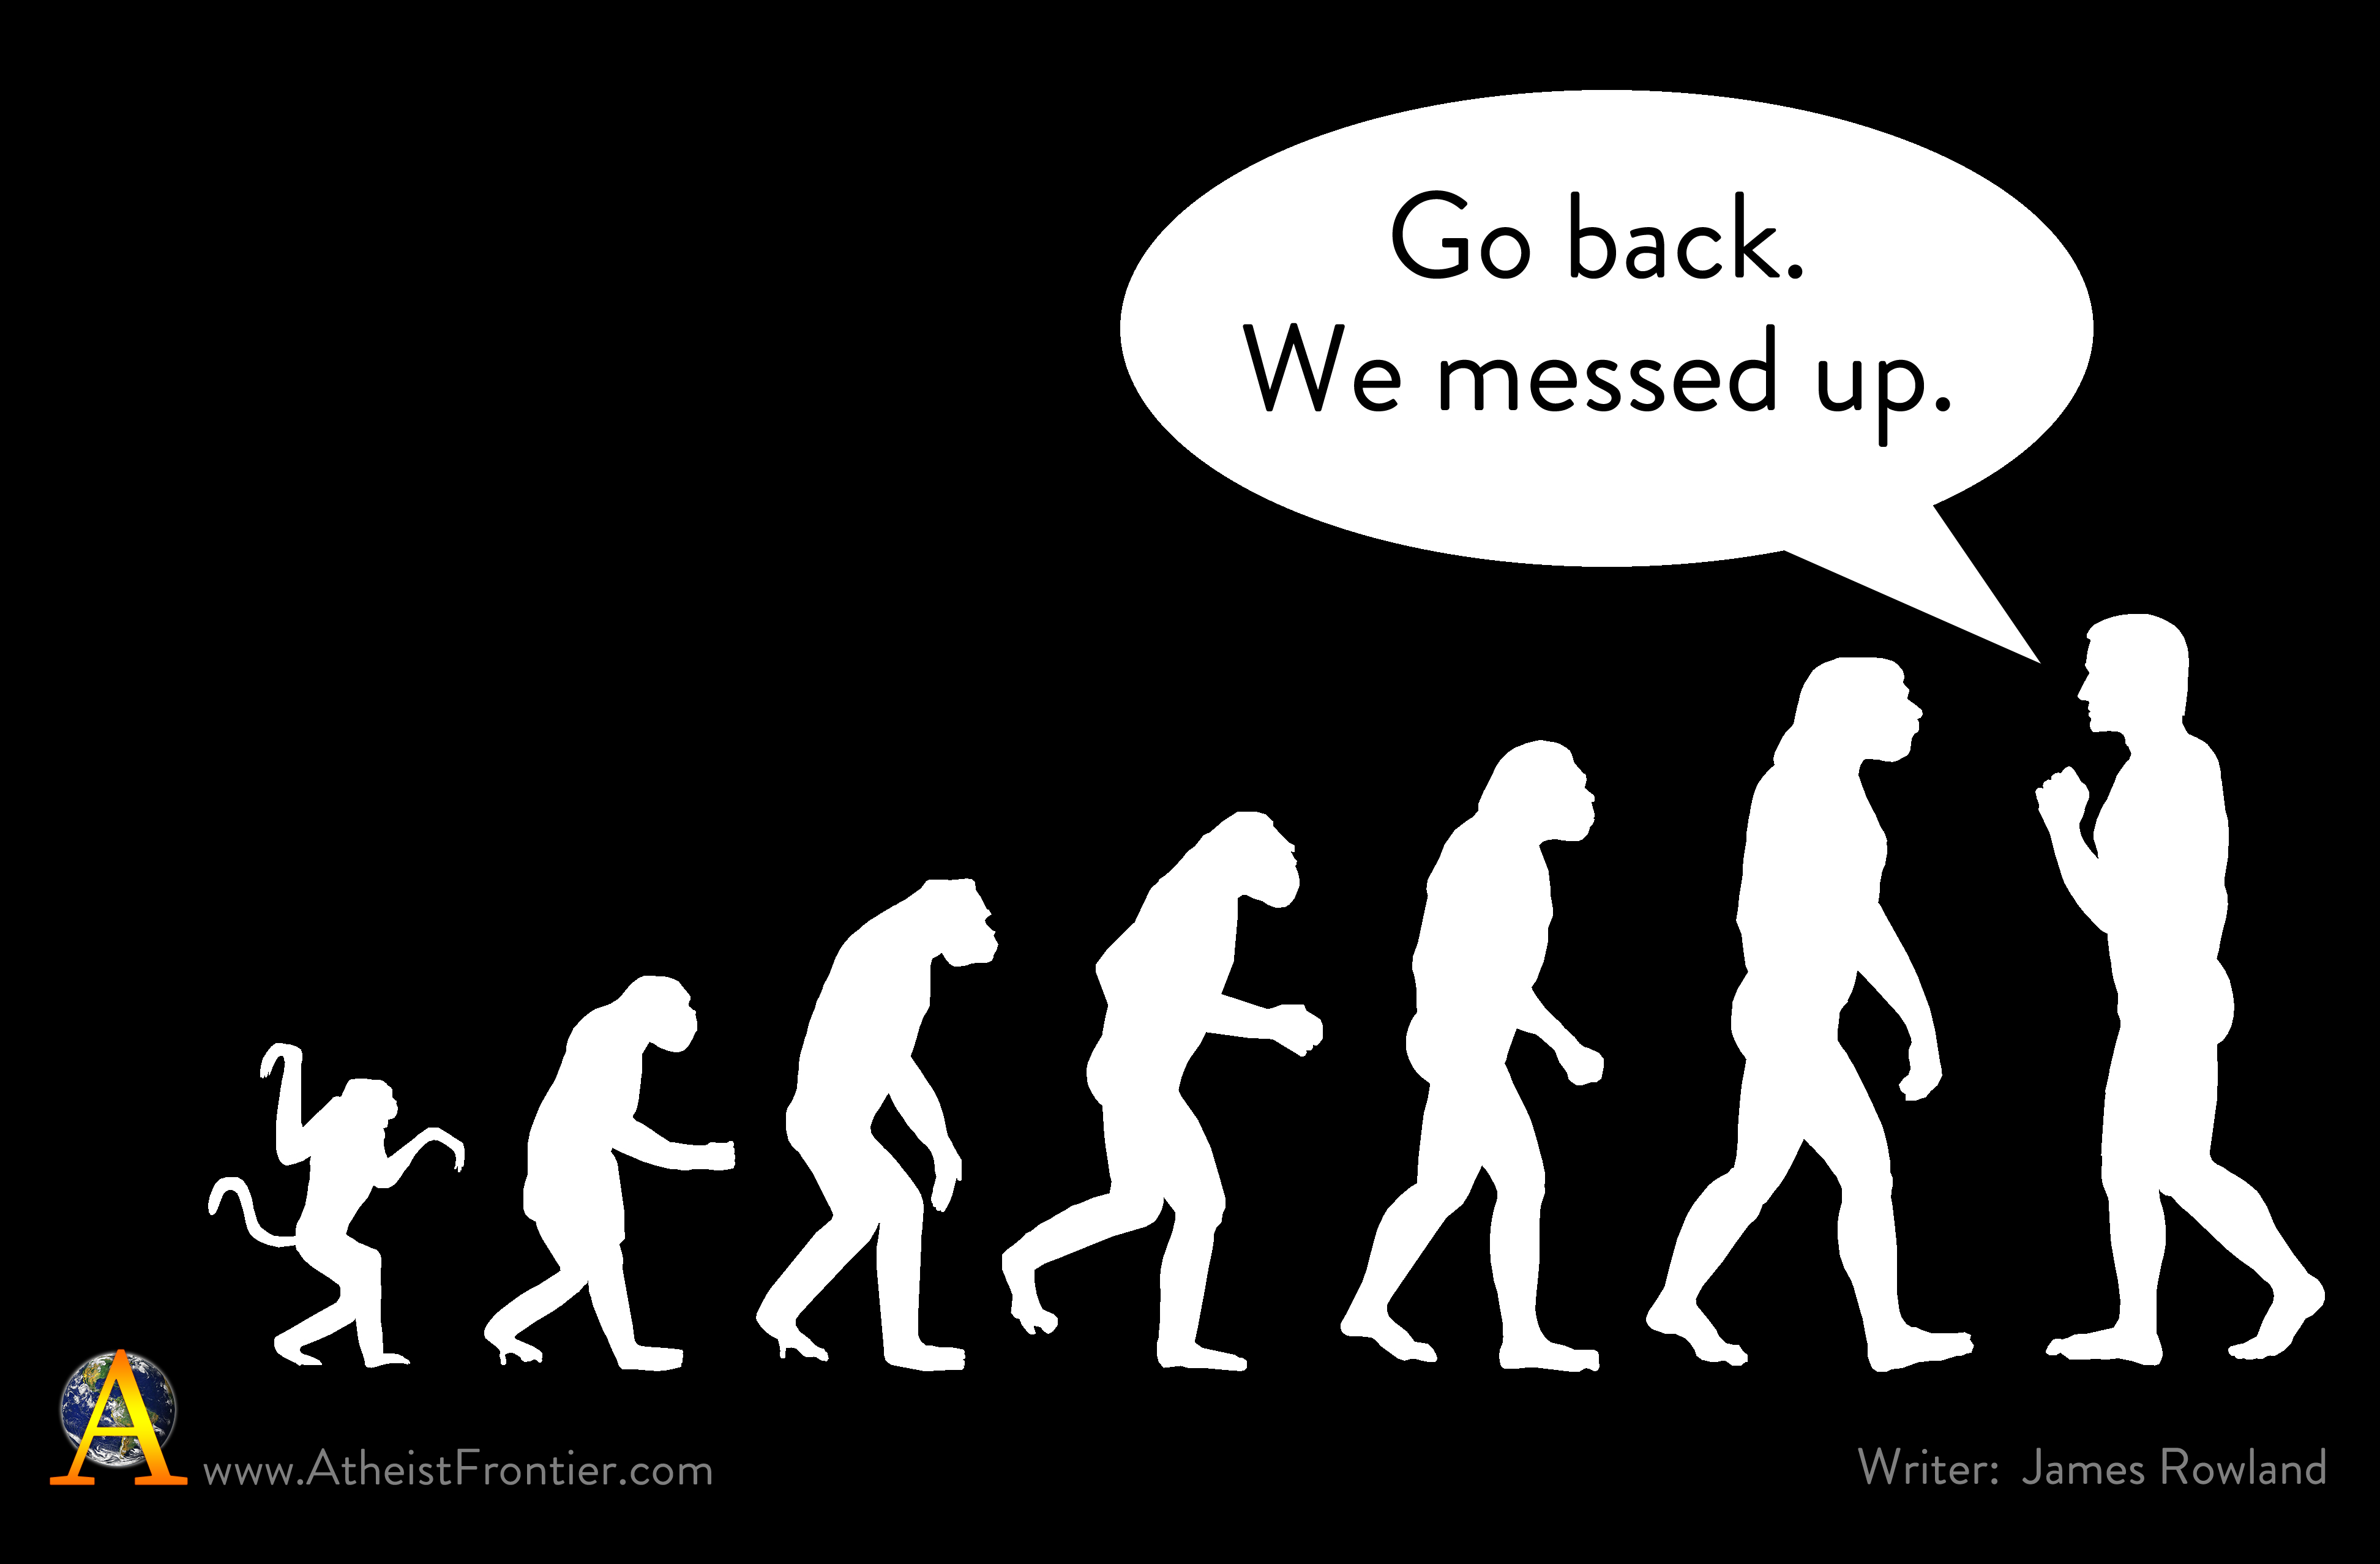 Go back.
We messed up.
A
www.AtheistFrontier.com
Writer: James Rowland